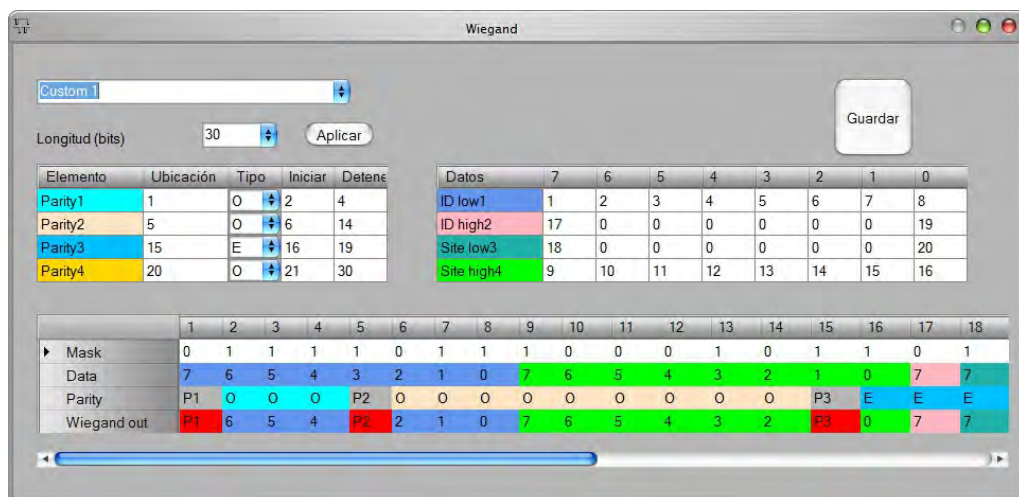 Wiegand
Custom 1
Guardar
Longitud (bits) 30 Aplicar
Elemento Ubicación Tipo Iniciar Detene
Parity1 1 O 2 4
Parity2 5 O 6 14
Parity3 15 E 16 19
Parity4 20 O 21 30
Datos 7 6 5 4 3 2 1 0
ID low1 1 2 3 4 5 6 7 8
ID high2 17 0 0 0 0 0 0 19
Site low3 18 0 0 0 0 0 0 20
Site high4 9 10 11 12 13 14 15 16
1 2 3 4 5 6 7 8 9 10 11 12 13 14 15 16 17 18
Mask 0 1 1 1 1 0 1 1 1 0 0 0 1 0 1 1 0 1
Data 7 6 5 4 3 2 1 0 7 6 5 4 3 2 1 0 7 7
Parity P1 O O O P2 O O O O O O O O O P3 E E E
Wiegand out P1 6 5 4 P2 2 1 0 7 6 5 4 3 2 P3 0 7 7